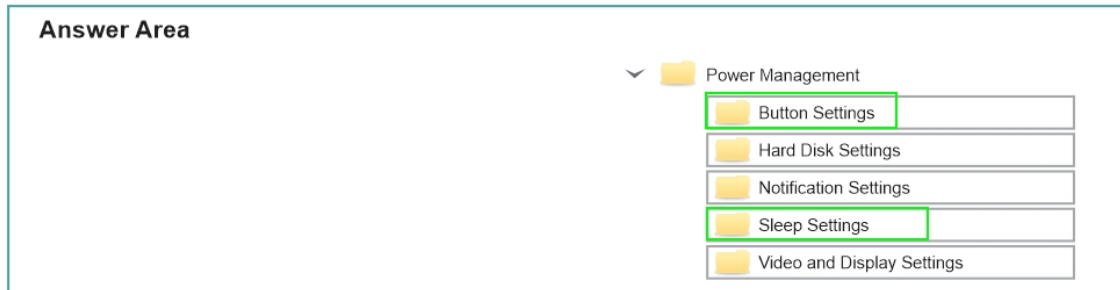 Answer Area
Power Management
Button Settings
Hard Disk Settings
Notification Settings
Sleep Settings
Video and Display Settings